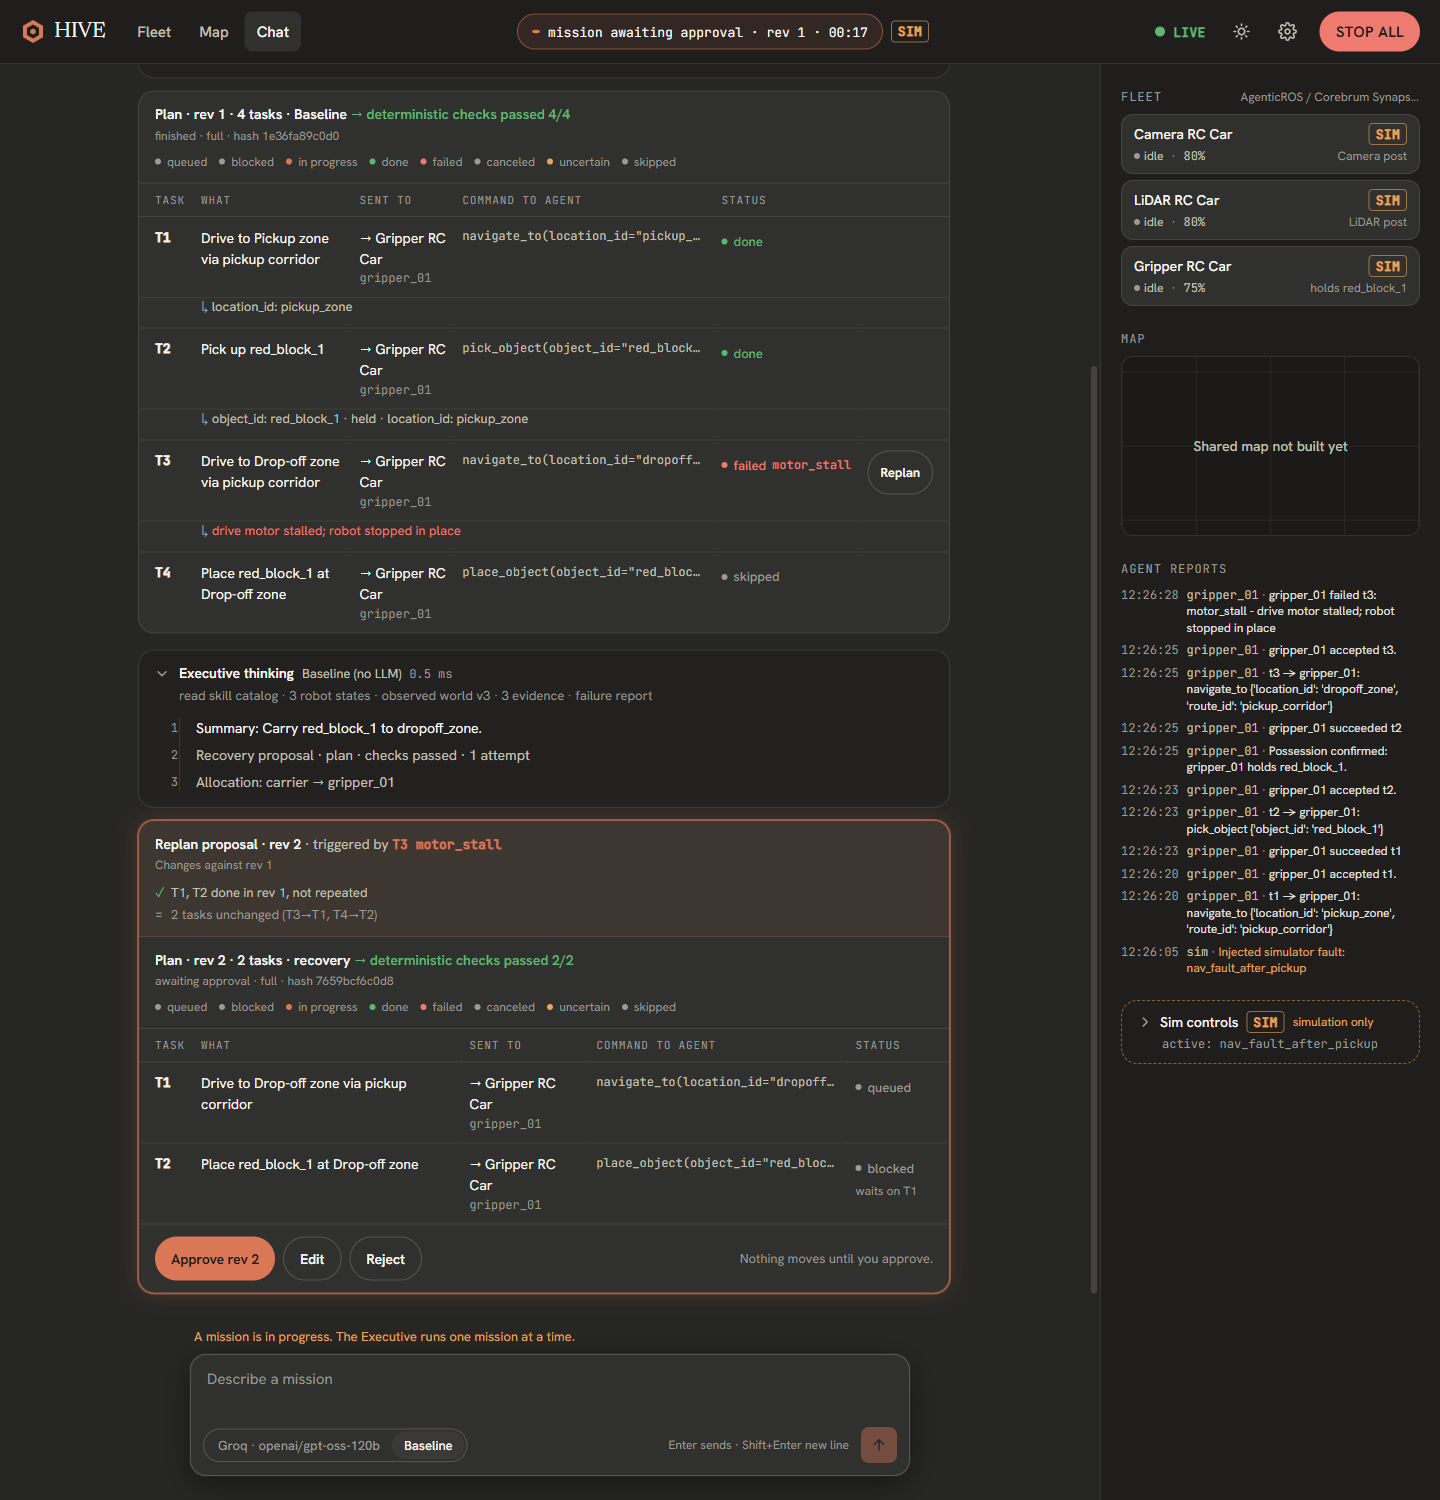 HIVE Fleet Map Chat mission awaiting approval · rev 1 · 00:17 SIM LIVE STOP ALL
Plan · rev 1 · 4 tasks · Baseline → deterministic checks passed 4/4
finished · full · hash 1e36fa89c0d0
queued blocked in progress done failed canceled uncertain skipped
TASK WHAT SENT TO COMMAND TO AGENT STATUS
T1 Drive to Pickup zone → Gripper RC navigate_to(location_id="pickup_… done
via pickup corridor Car
gripper_01
↳ location_id: pickup_zone
T2 Pick up red_block_1 → Gripper RC pick_object(object_id="red_block… done
Car
gripper_01
↳ object_id: red_block_1 · held · location_id: pickup_zone
T3 Drive to Drop-off zone → Gripper RC navigate_to(location_id="dropoff… failed motor_stall Replan
via pickup corridor Car
gripper_01
↳ drive motor stalled; robot stopped in place
T4 Place red_block_1 at → Gripper RC place_object(object_id="red_bloc… skipped
Drop-off zone Car
gripper_01
Executive thinking Baseline (no LLM) 0.5 ms
read skill catalog · 3 robot states · observed world v3 · 3 evidence · failure report
1 Summary: Carry red_block_1 to dropoff_zone.
2 Recovery proposal · plan · checks passed · 1 attempt
3 Allocation: carrier → gripper_01
Replan proposal · rev 2 · triggered by T3 motor_stall
Changes against rev 1
✓ T1, T2 done in rev 1, not repeated
= 2 tasks unchanged (T3→T1, T4→T2)
Plan · rev 2 · 2 tasks · recovery → deterministic checks passed 2/2
awaiting approval · full · hash 7659bcf6c0d8
queued blocked in progress done failed canceled uncertain skipped
TASK WHAT SENT TO COMMAND TO AGENT STATUS
T1 Drive to Drop-off zone via pickup → Gripper RC navigate_to(location_id="dropoff… queued
corridor Car
gripper_01
T2 Place red_block_1 at Drop-off zone → Gripper RC place_object(object_id="red_bloc… blocked
Car waits on T1
gripper_01
Approve rev 2 Edit Reject Nothing moves until you approve.
A mission is in progress. The Executive runs one mission at a time.
Describe a mission
Groq · openai/gpt-oss-120b Baseline Enter sends · Shift+Enter new line
FLEET AgenticROS / Corebrum Synaps…
Camera RC Car SIM
idle · 80% Camera post
LiDAR RC Car SIM
idle · 80% LiDAR post
Gripper RC Car SIM
idle · 75% holds red_block_1
MAP
Shared map not built yet
AGENT REPORTS
12:26:28 gripper_01 · gripper_01 failed t3:
motor_stall - drive motor stalled; robot
stopped in place
12:26:25 gripper_01 · gripper_01 accepted t3.
12:26:25 gripper_01 · t3 -> gripper_01:
navigate_to {'location_id': 'dropoff_zone',
'route_id': 'pickup_corridor'}
12:26:25 gripper_01 · gripper_01 succeeded t2
12:26:25 gripper_01 · Possession confirmed:
gripper_01 holds red_block_1.
12:26:23 gripper_01 · gripper_01 accepted t2.
12:26:23 gripper_01 · t2 -> gripper_01:
pick_object {'object_id': 'red_block_1'}
12:26:23 gripper_01 · gripper_01 succeeded t1
12:26:20 gripper_01 · gripper_01 accepted t1.
12:26:20 gripper_01 · t1 -> gripper_01:
navigate_to {'location_id': 'pickup_zone',
'route_id': 'pickup_corridor'}
12:26:05 sim · Injected simulator fault:
nav_fault_after_pickup
Sim controls SIM simulation only
active: nav_fault_after_pickup